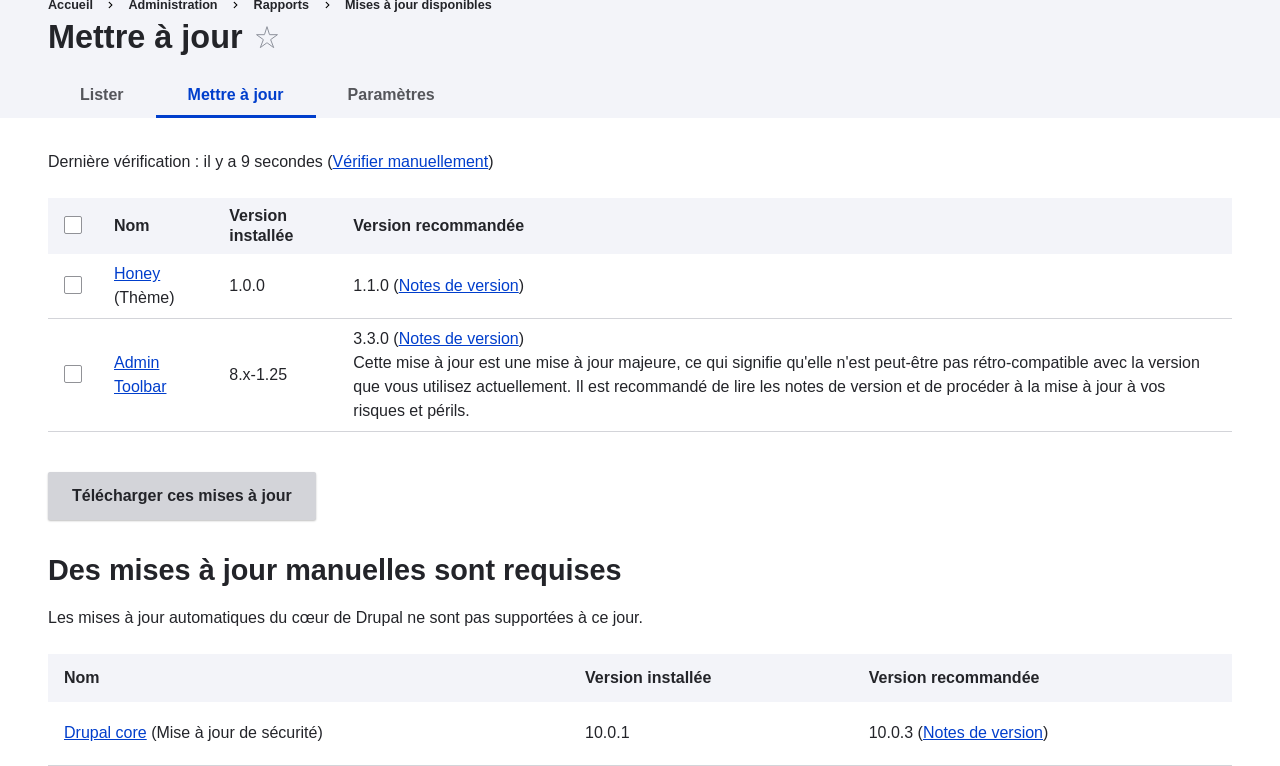 Accueil > Administration > Rapports > Mises à jour disponibles
Mettre à jour ☆
Lister Mettre à jour Paramètres
Dernière vérification : il y a 9 secondes (Vérifier manuellement)
Nom Version installée Version recommandée
Honey (Thème) 1.0.0 1.1.0 (Notes de version)
Admin Toolbar 8.x-1.25 3.3.0 (Notes de version)
Cette mise à jour est une mise à jour majeure, ce qui signifie qu'elle n'est peut-être pas rétro-compatible avec la version
que vous utilisez actuellement. Il est recommandé de lire les notes de version et de procéder à la mise à jour à vos
risques et périls.
Télécharger ces mises à jour
Des mises à jour manuelles sont requises
Les mises à jour automatiques du cœur de Drupal ne sont pas supportées à ce jour.
Nom Version installée Version recommandée
Drupal core (Mise à jour de sécurité) 10.0.1 10.0.3 (Notes de version)